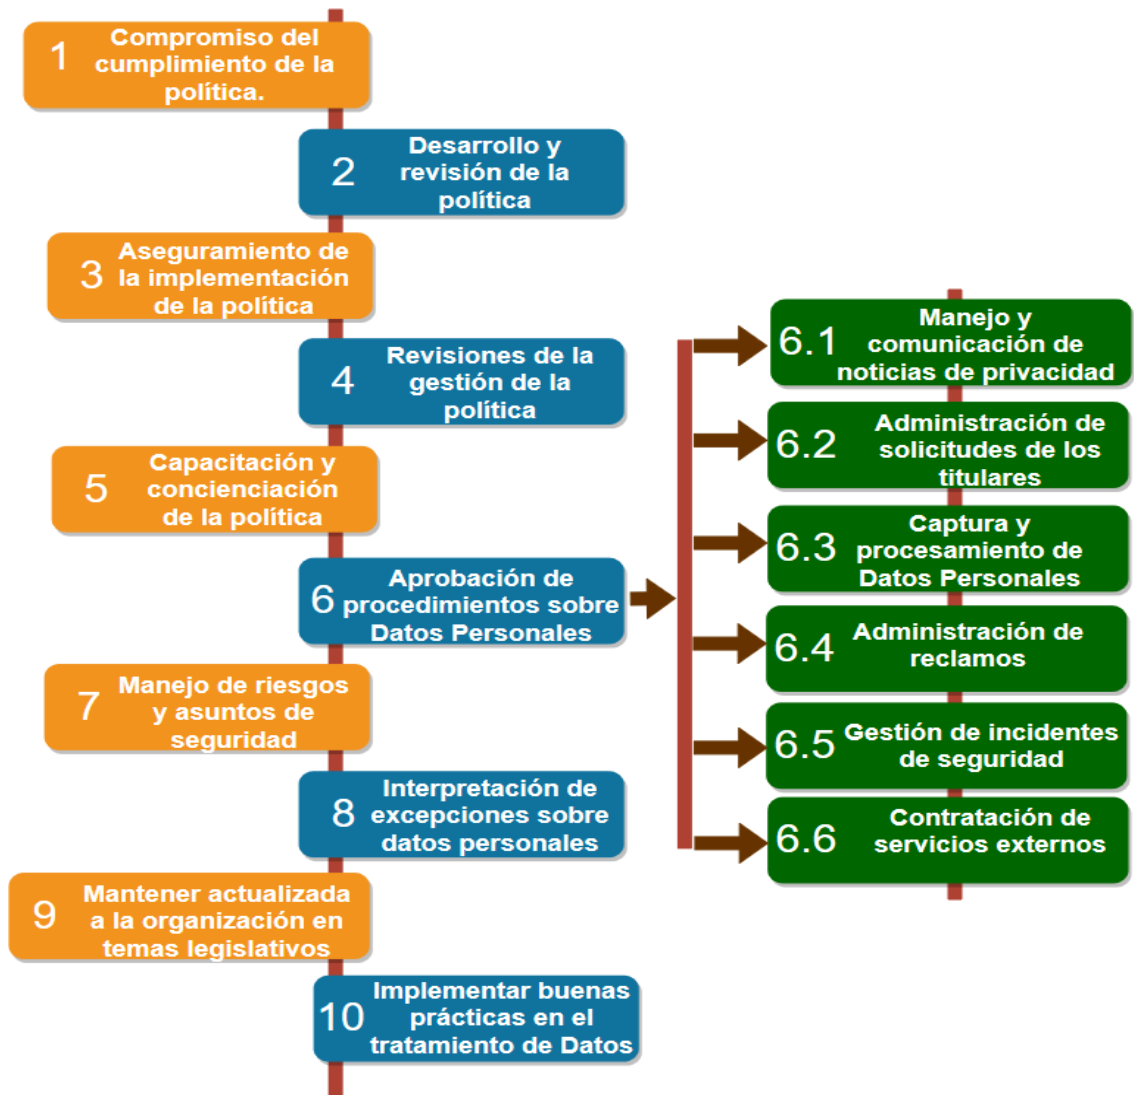 1
Compromiso del
cumplimiento de la
política.
2
Desarrollo y
revisión de la
política
3
Aseguramiento de
la implementación
de la política
4
Revisiones de la
gestión de la
política
5
Capacitación y
concienciación
de la política
6
Aprobación de
procedimientos sobre
Datos Personales
7
Manejo de riesgos
y asuntos de
seguridad
8
Interpretación de
excepciones sobre
datos personales
9
Mantener actualizada
a la organización en
temas legislativos
10
Implementar buenas
prácticas en el
tratamiento de Datos
6.1
Manejo y
comunicación de
noticias de privacidad
6.2
Administración de
solicitudes de los
titulares
6.3
Captura y
procesamiento de
Datos Personales
6.4
Administración de
reclamos
6.5
Gestión de incidentes
de seguridad
6.6
Contratación de
servicios externos